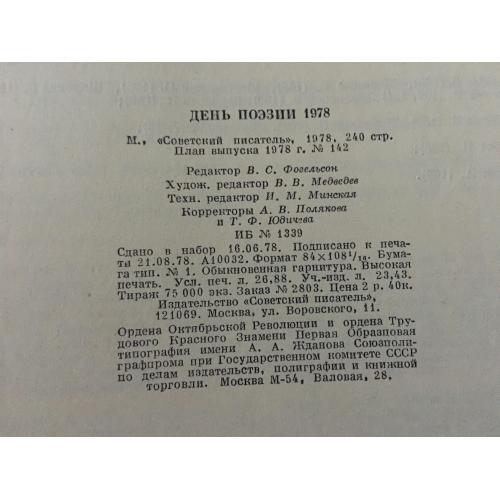 ДЕНЬ ПОЭЗИИ 1978
М., «Советский писатель», 1978, 240 стр.
План выпуска 1978 г. № 142
Редактор В. С. Фогельсон
Худож. редактор В. В. Медведев
Техн. редактор И. М. Минская
Корректоры А. В. Полякова
и Т. Ф. Юдичева
ИБ № 1339
Сдано в набор 16.06.78. Подписано к печа-
ти 21.08.78. А10032. Формат 84×108¹/₁₆. Бума-
га тип. № 1. Обыкновенная гарнитура. Высокая
печать. Усл. печ. л. 26,88. Уч.-изд. л. 23,43.
Тираж 75 000 экз. Заказ № 2803. Цена 2 р. 40к.
Издательство «Советский писатель»,
121069. Москва, ул. Воровского, 11.
Ордена Октябрьской Революции и ордена Тру-
дового Красного Знамени Первая Образцовая
типография имени А. А. Жданова Союзполи-
графпрома при Государственном комитете СССР
по делам издательств, полиграфии и книжной
торговли. Москва М-54, Валовая, 28.